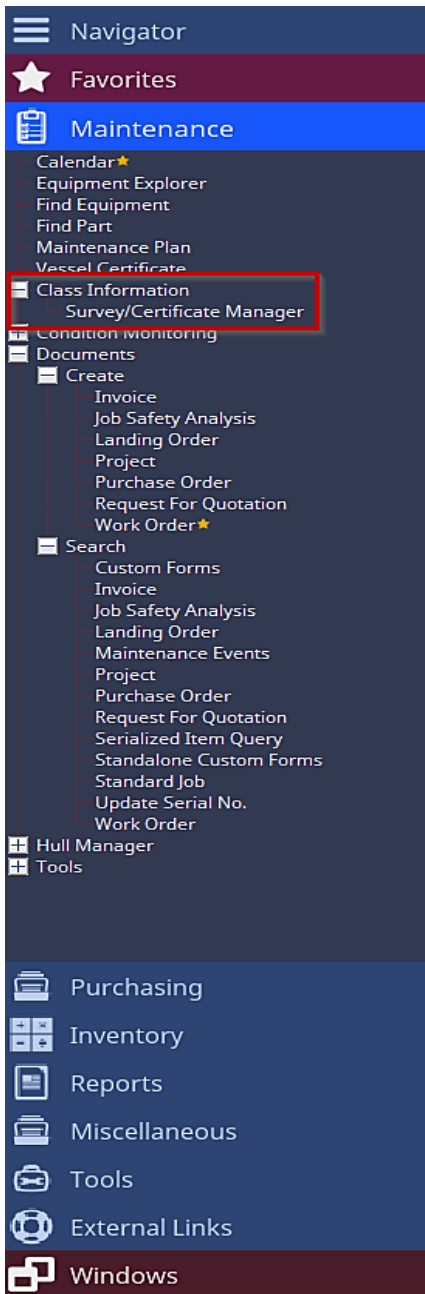 Navigator
Favorites
Maintenance
Calendar
Equipment Explorer
Find Equipment
Find Part
Maintenance Plan
Vessel Certificate
Class Information
Survey/Certificate Manager
Condition Monitoring
Documents
Create
Invoice
Job Safety Analysis
Landing Order
Project
Purchase Order
Request For Quotation
Work Order
Search
Custom Forms
Invoice
Job Safety Analysis
Landing Order
Maintenance Events
Project
Purchase Order
Request For Quotation
Serialized Item Query
Standalone Custom Forms
Standard Job
Update Serial No.
Work Order
Hull Manager
Tools
Purchasing
Inventory
Reports
Miscellaneous
Tools
External Links
Windows